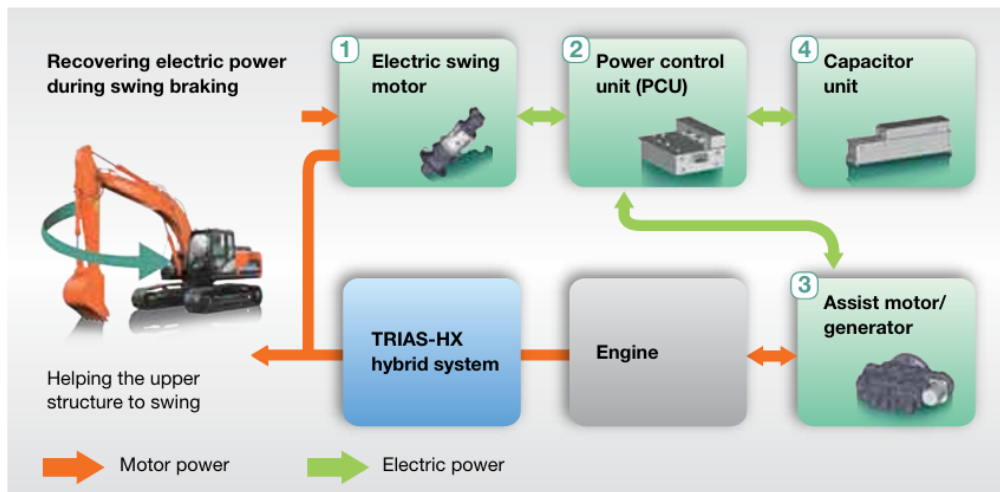 Recovering electric power
during swing braking
1
Electric swing
motor
2
Power control
unit (PCU)
4
Capacitor
unit
3
Assist motor/
generator
TRIAS-HX
hybrid system
Engine
Helping the upper
structure to swing
Motor power
Electric power